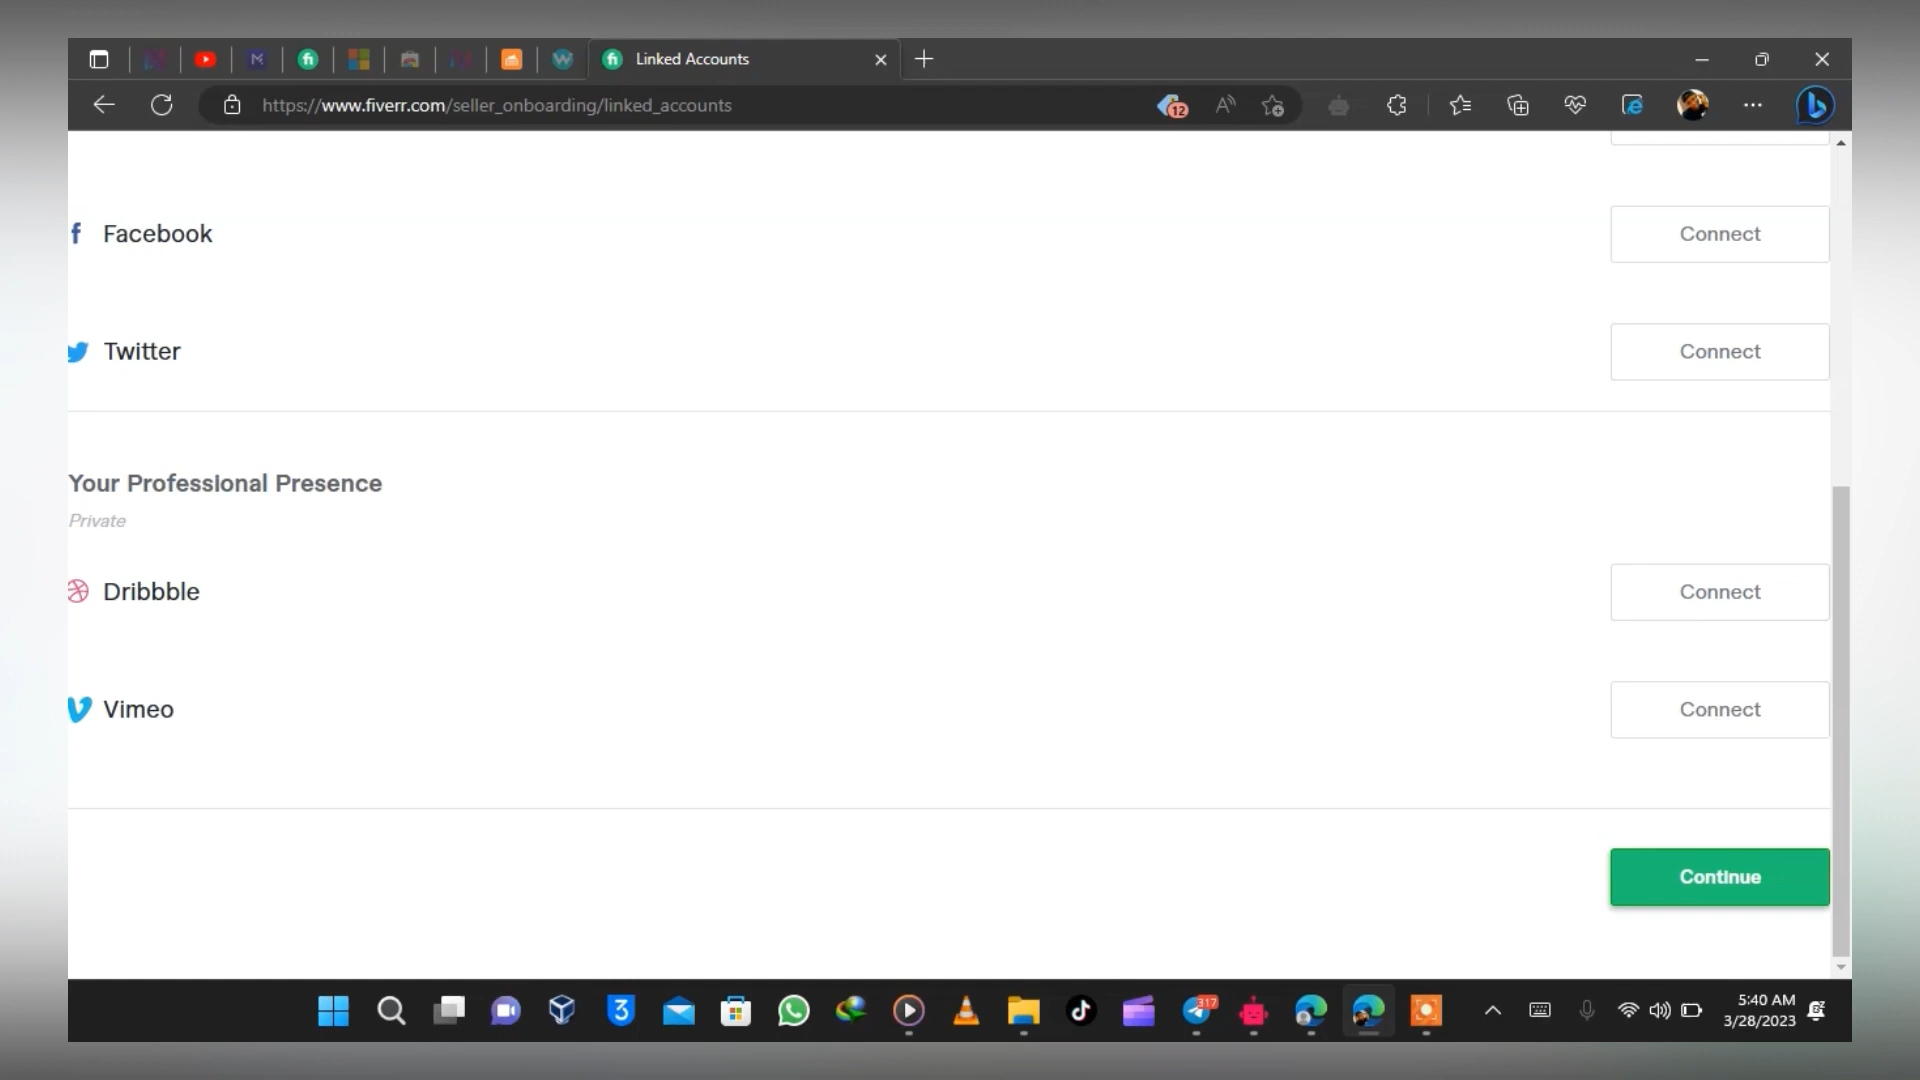 Linked Accounts
https://www.fiverr.com/seller_onboarding/linked_accounts
12
Facebook
Connect
Twitter
Connect
Your Professional Presence
Private
Dribbble
Connect
Vimeo
Connect
Continue
317
5:40 AM
3/28/2023